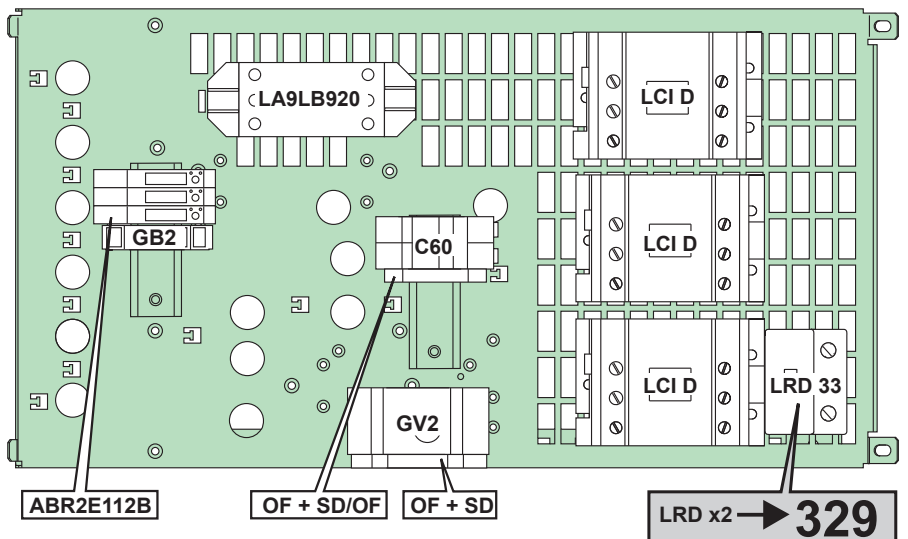 LA9LB920
LCI D
GB2
C60
LCI D
GV2
LCI D
LRD 33
ABR2E112B
OF + SD/OF
OF + SD
LRD x2 → 329